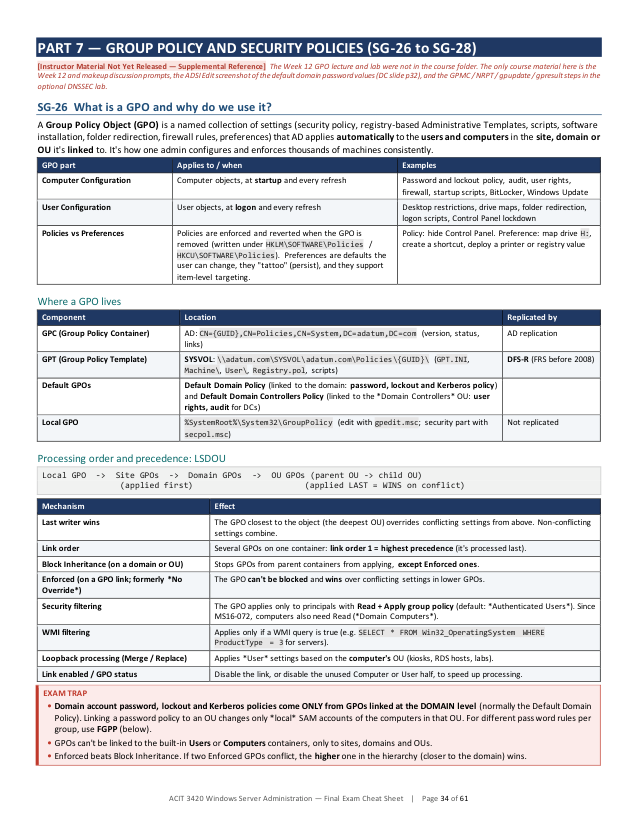 PART 7 — GROUP POLICY AND SECURITY POLICIES (SG-26 to SG-28)
[Instructor Material Not Yet Released — Supplemental Reference] The Week 12 GPO lecture and lab were not in the course folder. The only course material here is the
Week 12 and makeup discussion prompts, the ADSI Edit screenshot of the default domain password values (DC slide p32), and the GPMC / NRPT / gpupdate / gpresult steps in the
optional DNSSEC lab.
SG-26 What is a GPO and why do we use it?
A Group Policy Object (GPO) is a named collection of settings (security policy, registry-based Administrative Templates, scripts, software
installation, folder redirection, firewall rules, preferences) that AD applies automatically to the users and computers in the site, domain or
OU it's linked to. It's how one admin configures and enforces thousands of machines consistently.
GPO part Applies to / when Examples
Computer Configuration Computer objects, at startup and every refresh Password and lockout policy, audit, user rights,
firewall, startup scripts, BitLocker, Windows Update
User Configuration User objects, at logon and every refresh Desktop restrictions, drive maps, folder redirection,
logon scripts, Control Panel lockdown
Policies vs Preferences Policies are enforced and reverted when the GPO is Policy: hide Control Panel. Preference: map drive H:,
removed (written under HKLM\SOFTWARE\Policies / create a shortcut, deploy a printer or registry value
HKCU\SOFTWARE\Policies). Preferences are defaults the
user can change, they "tattoo" (persist), and they support
item-level targeting.
Where a GPO lives
Component Location Replicated by
GPC (Group Policy Container) AD: CN={GUID},CN=Policies,CN=System,DC=adatum,DC=com (version, status, AD replication
links)
GPT (Group Policy Template) SYSVOL: \\adatum.com\SYSVOL\adatum.com\Policies\{GUID}\ (GPT.INI, DFS-R (FRS before 2008)
Machine\, User\, Registry.pol, scripts)
Default GPOs Default Domain Policy (linked to the domain: password, lockout and Kerberos policy)
and Default Domain Controllers Policy (linked to the *Domain Controllers* OU: user
rights, audit for DCs)
Local GPO %SystemRoot%\System32\GroupPolicy (edit with gpedit.msc; security part with Not replicated
secpol.msc)
Processing order and precedence: LSDOU
Local GPO -> Site GPOs -> Domain GPOs -> OU GPOs (parent OU -> child OU)
(applied first) (applied LAST = WINS on conflict)
Mechanism Effect
Last writer wins The GPO closest to the object (the deepest OU) overrides conflicting settings from above. Non-conflicting
settings combine.
Link order Several GPOs on one container: link order 1 = highest precedence (it's processed last).
Block Inheritance (on a domain or OU) Stops GPOs from parent containers from applying, except Enforced ones.
Enforced (on a GPO link; formerly *No The GPO can't be blocked and wins over conflicting settings in lower GPOs.
Override*)
Security filtering The GPO applies only to principals with Read + Apply group policy (default: *Authenticated Users*). Since
MS16-072, computers also need Read (*Domain Computers*).
WMI filtering Applies only if a WMI query is true (e.g. SELECT * FROM Win32_OperatingSystem WHERE
ProductType = 3 for servers).
Loopback processing (Merge / Replace) Applies *User* settings based on the computer's OU (kiosks, RDS hosts, labs).
Link enabled / GPO status Disable the link, or disable the unused Computer or User half, to speed up processing.
EXAM TRAP
• Domain account password, lockout and Kerberos policies come ONLY from GPOs linked at the DOMAIN level (normally the Default Domain
Policy). Linking a password policy to an OU changes only *local* SAM accounts of the computers in that OU. For different password rules per
group, use FGPP (below).
• GPOs can't be linked to the built-in Users or Computers containers, only to sites, domains and OUs.
• Enforced beats Block Inheritance. If two Enforced GPOs conflict, the higher one in the hierarchy (closer to the domain) wins.
ACIT 3420 Windows Server Administration — Final Exam Cheat Sheet | Page 34 of 61